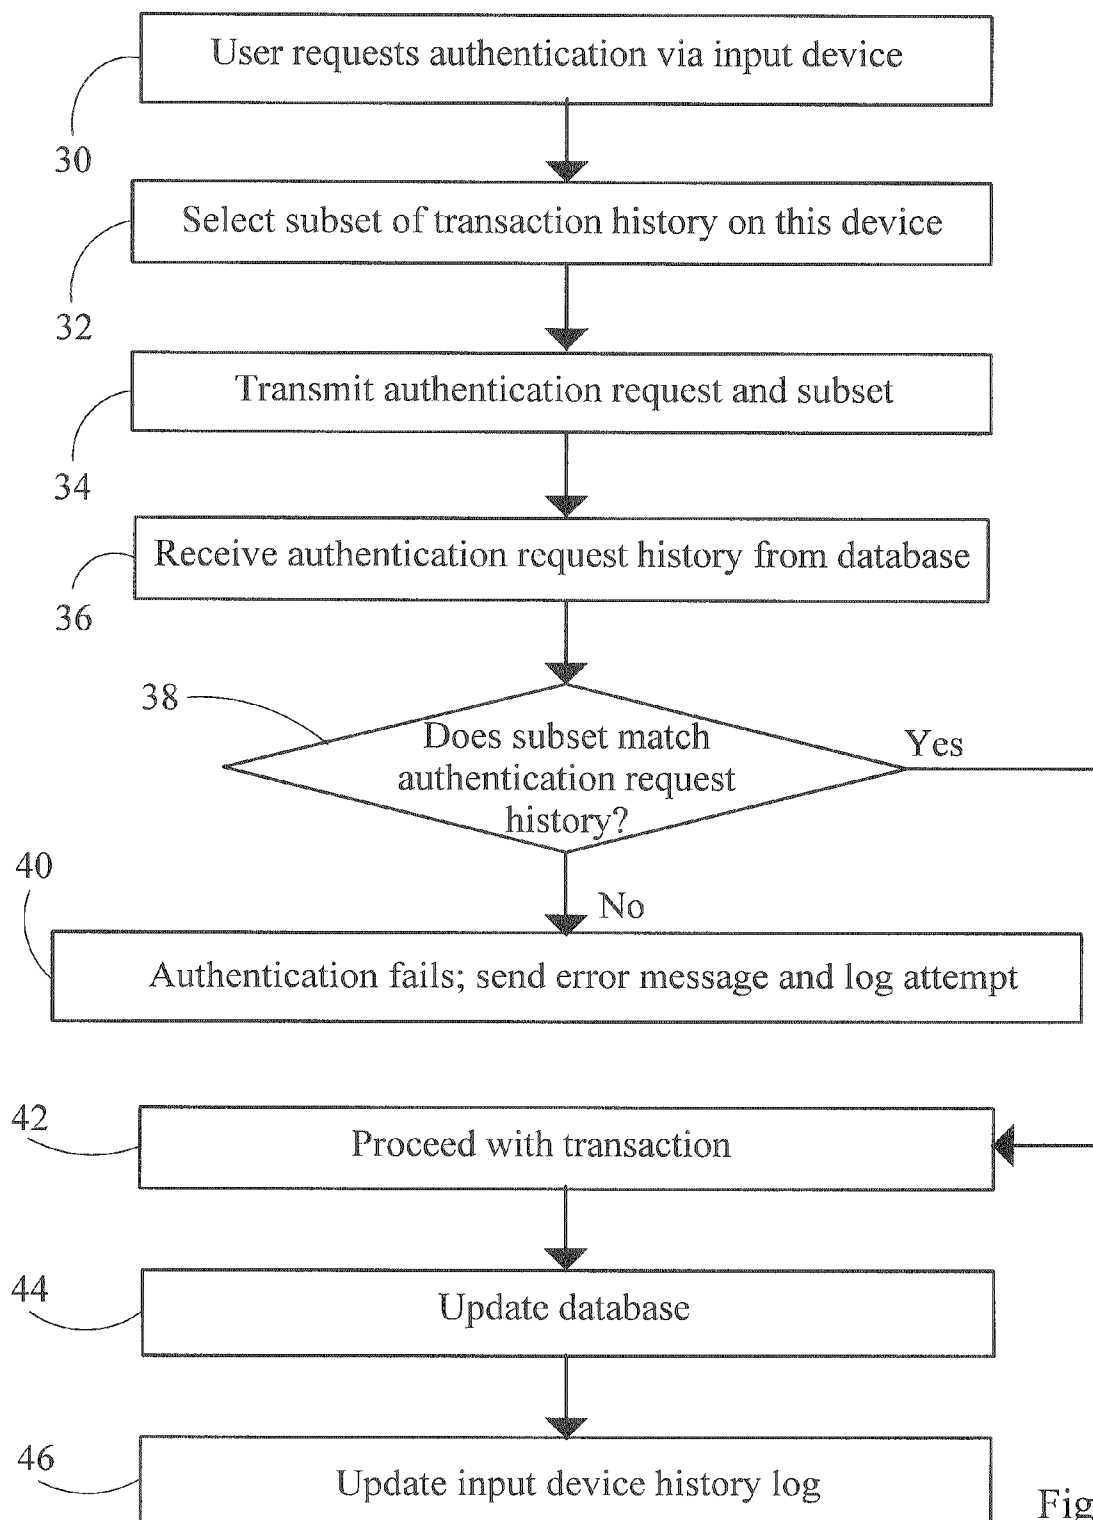 User requests authentication via input device
30
Select subset of transaction history on this device
32
Transmit authentication request and subset
34
Receive authentication request history from database
36
38
Does subset match
authentication request
history?
Yes
No
40
Authentication fails; send error message and log attempt
42
Proceed with transaction
44
Update database
46
Update input device history log
Fig